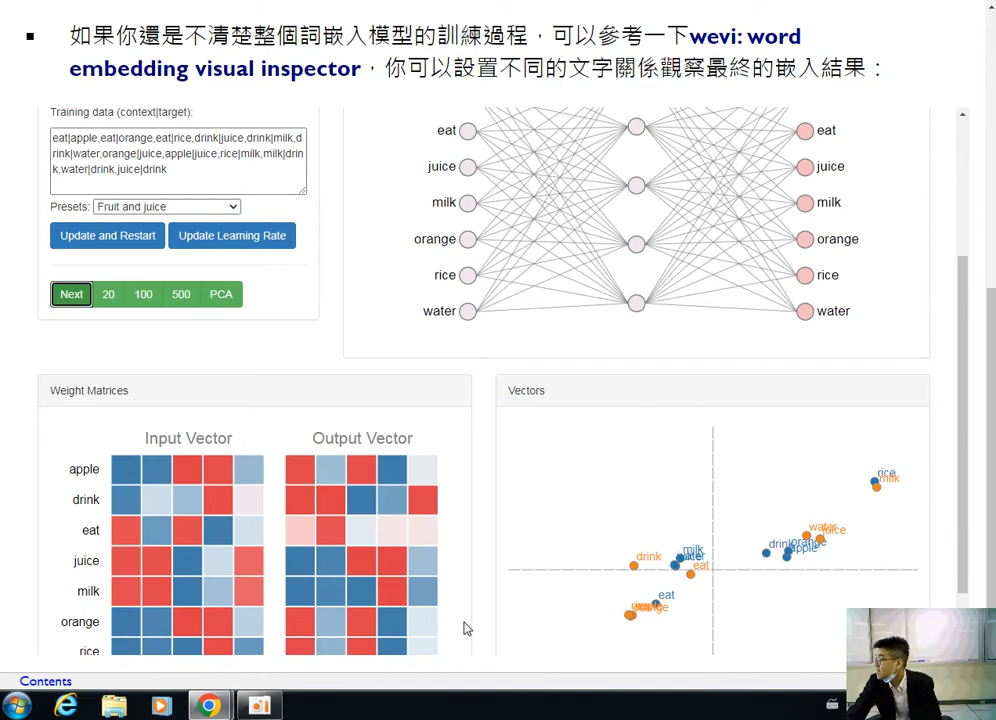 如果你還是不清楚整個詞嵌入模型的訓練過程，可以參考一下wevi: word
embedding visual inspector，你可以設置不同的文字關係觀察最終的嵌入結果：
Training data (context|target):
eat|apple,eat|orange,eat|rice,drink|juice,drink|milk,d
rink|water,orange|juice,apple|juice,rice|milk,milk|drin
k,water|drink,juice|drink
Presets: Fruit and juice
Update and Restart Update Learning Rate
Next 20 100 500 PCA
eat eat
juice juice
milk milk
orange orange
rice rice
water water
Weight Matrices
Input Vector Output Vector
apple
drink
eat
juice
milk
orange
rice
Vectors
rice
milk
water
juice
drink
orange
apple
milk
drink
eat
eat
Contents